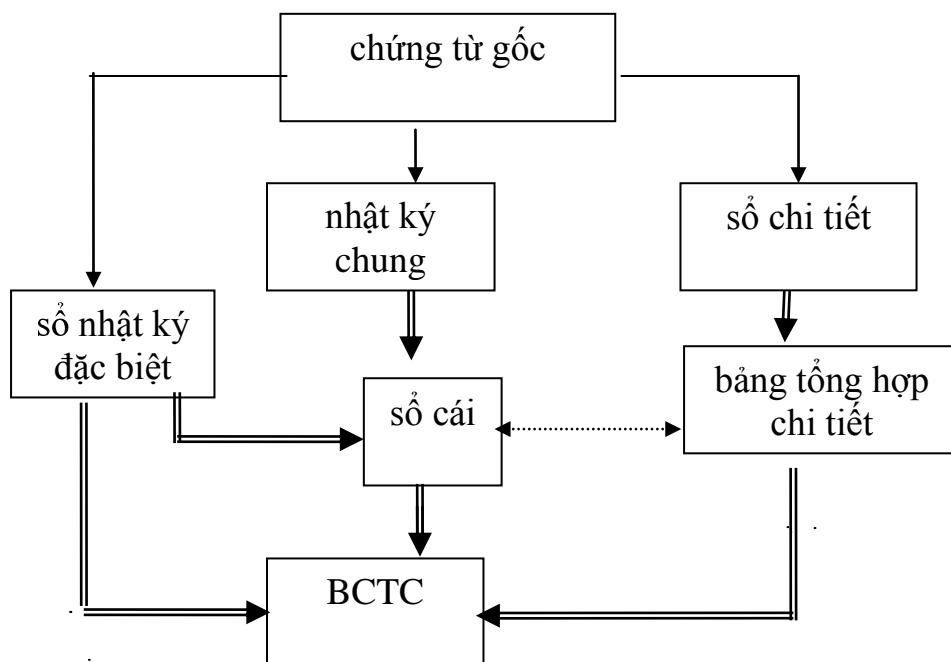 chứng từ gốc
nhật ký
chung
sổ chi tiết
sổ nhật ký
đặc biệt
sổ cái
bảng tổng hợp
chi tiết
BCTC